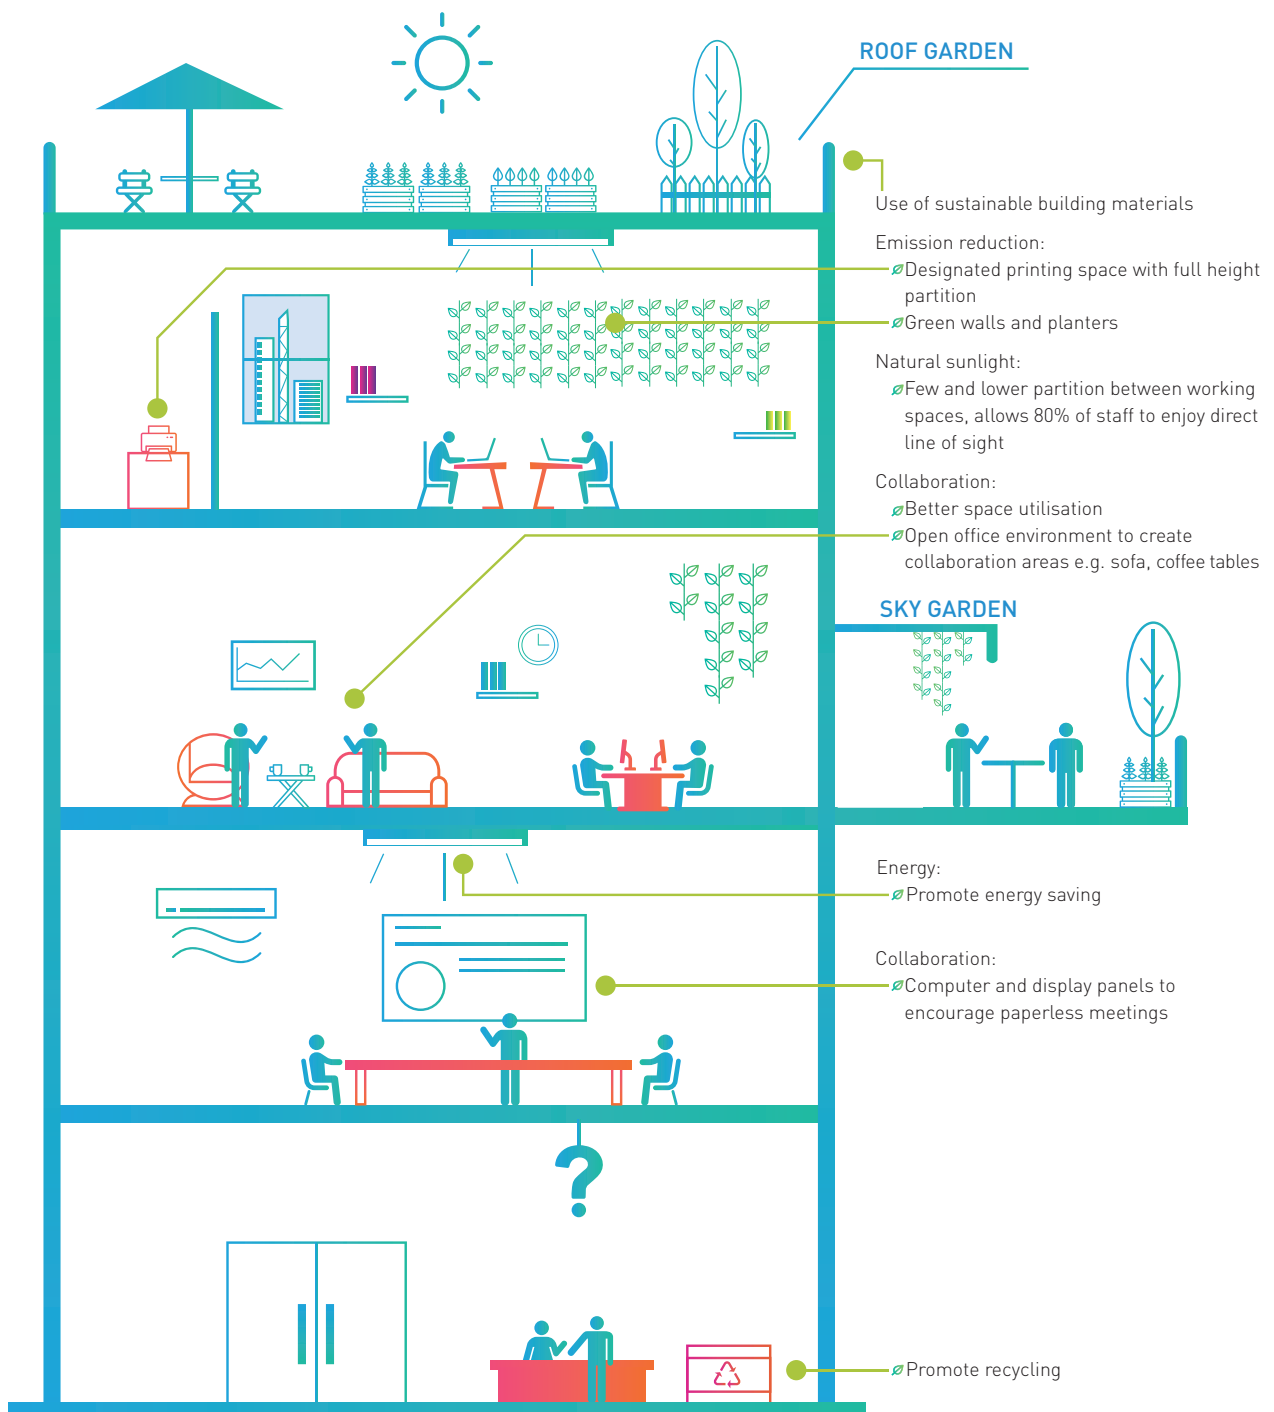 ROOF GARDEN
Use of sustainable building materials
Emission reduction:
Designated printing space with full height
partition
Green walls and planters
Natural sunlight:
Few and lower partition between working
spaces, allows 80% of staff to enjoy direct
line of sight
Collaboration:
Better space utilisation
Open office environment to create
collaboration areas e.g. sofa, coffee tables
SKY GARDEN
Energy:
Promote energy saving
Collaboration:
Computer and display panels to
encourage paperless meetings
?
Promote recycling